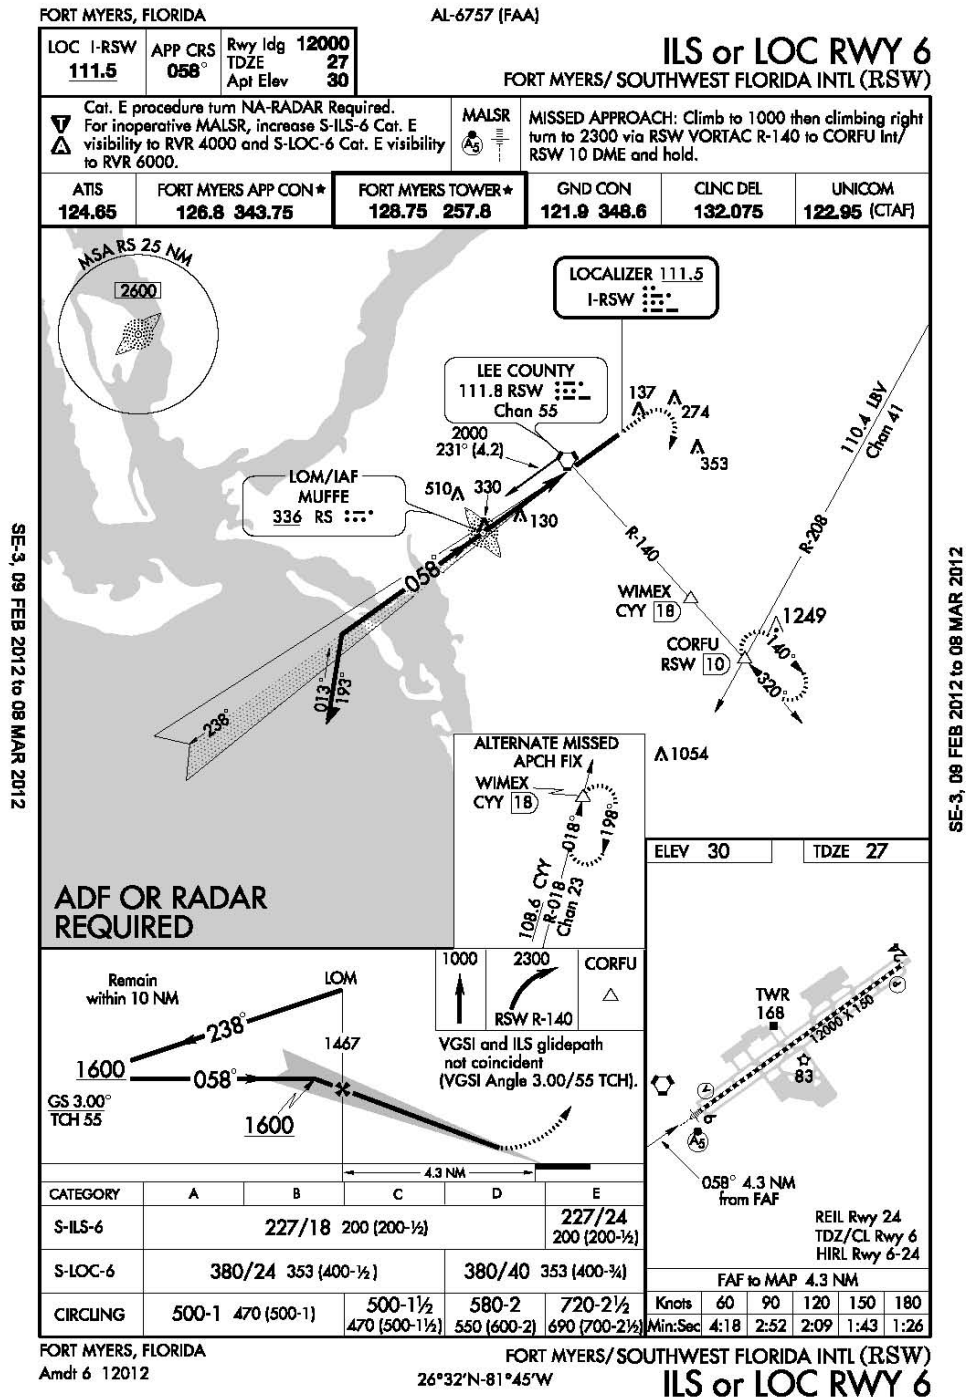 FORT MYERS, FLORIDA
AL-6757 (FAA)
LOC I-RSW
111.5
APP CRS
058°
Rwy ldg 12000
TDZE 27
Apt Elev 30
ILS or LOC RWY 6
FORT MYERS/ SOUTHWEST FLORIDA INTL (RSW)
T
A
Cat. E procedure turn NA-RADAR Required.
For inoperative MALSR, increase S-ILS-6 Cat. E
visibility to RVR 4000 and S-LOC-6 Cat. E visibility
to RVR 6000.
MALSR
A5
MISSED APPROACH: Climb to 1000 then climbing right
turn to 2300 via RSW VORTAC R-140 to CORFU Int/
RSW 10 DME and hold.
ATIS
124.65
FORT MYERS APP CON★
126.8 343.75
FORT MYERS TOWER★
128.75 257.8
GND CON
121.9 348.6
CLNC DEL
132.075
UNICOM
122.95 (CTAF)
MSA RS 25 NM
2600
LOCALIZER 111.5
I-RSW
LEE COUNTY
111.8 RSW
Chan 55
137
274
353
110.4 LBV
Chan 41
2000
231° (4.2)
LOM/IAF
MUFFE
336 RS
510
330
130
058°
R-140
R-208
WIMEX
CYY 18
CORFU
RSW 10
1249
140°
320°
013°
193°
238°
1054
ALTERNATE MISSED
APCH FIX
WIMEX
CYY 18
018°
198°
108.6 CYY
R-018
Chan 23
ADF OR RADAR
REQUIRED
ELEV 30
TDZE 27
24
TWR
168
12000 X 150
83
6
A5
058° 4.3 NM
from FAF
REIL Rwy 24
TDZ/CL Rwy 6
HIRL Rwy 6-24
Remain
within 10 NM
LOM
238°
1467
1600
058°
GS 3.00°
TCH 55
1600
1000
2300
RSW R-140
CORFU
VGSI and ILS glidepath
not coincident
(VGSI Angle 3.00/55 TCH).
4.3 NM
CATEGORY A B C D E
S-ILS-6 227/18 200 (200-½) 227/24 200 (200-½)
S-LOC-6 380/24 353 (400-½) 380/40 353 (400-¾)
CIRCLING 500-1 470 (500-1) 500-1½ 470 (500-1½) 580-2 550 (600-2) 720-2½ 690 (700-2½)
FAF to MAP 4.3 NM
Knots 60 90 120 150 180
Min:Sec 4:18 2:52 2:09 1:43 1:26
SE-3, 09 FEB 2012 to 08 MAR 2012
SE-3, 09 FEB 2012 to 08 MAR 2012
FORT MYERS, FLORIDA
Amdt 6 12012
26°32'N-81°45'W
FORT MYERS/ SOUTHWEST FLORIDA INTL (RSW)
ILS or LOC RWY 6